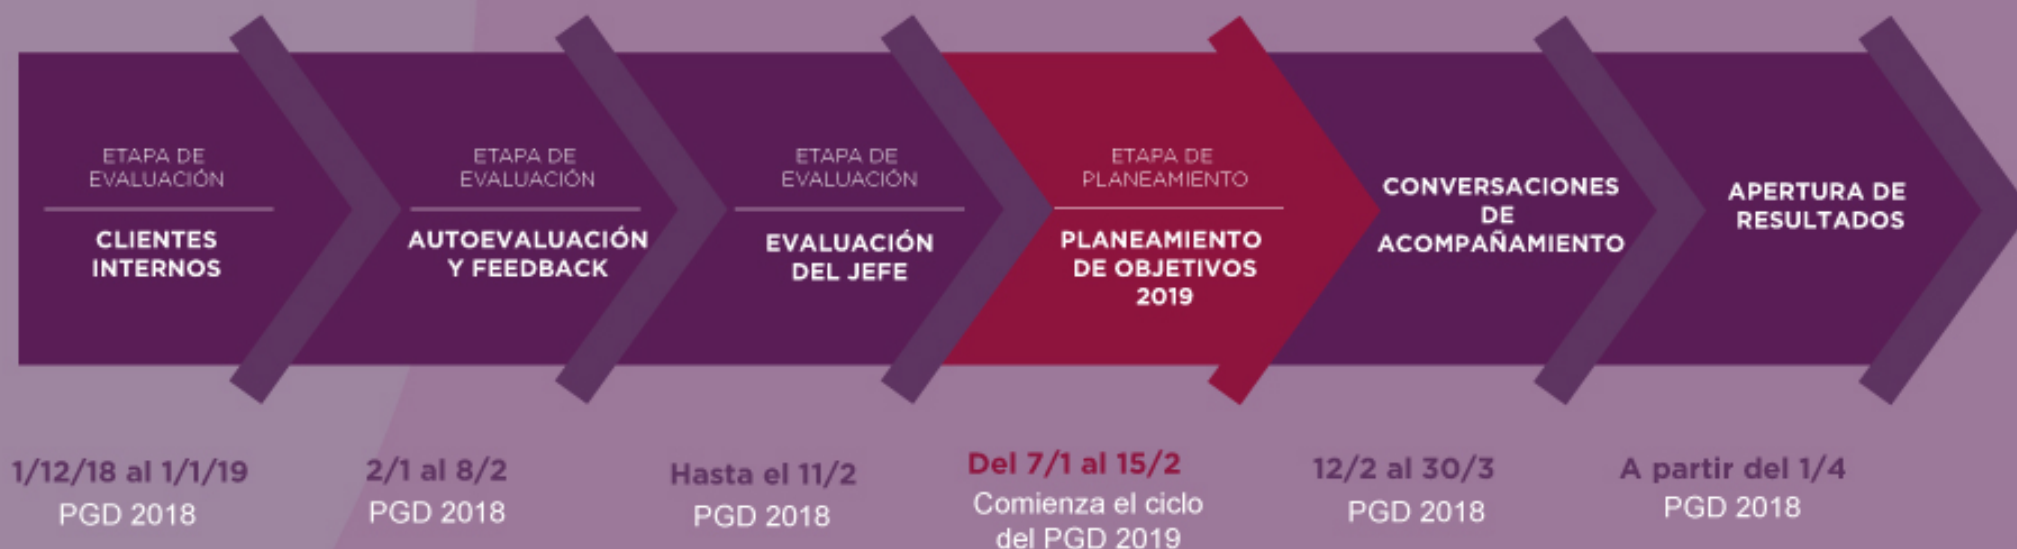 ETAPA DE
EVALUACIÓN
CLIENTES
INTERNOS
ETAPA DE
EVALUACIÓN
AUTOEVALUACIÓN
Y FEEDBACK
ETAPA DE
EVALUACIÓN
EVALUACIÓN
DEL JEFE
ETAPA DE
PLANEAMIENTO
PLANEAMIENTO
DE OBJETIVOS
2019
CONVERSACIONES
DE
ACOMPAÑAMIENTO
APERTURA DE
RESULTADOS
1/12/18 al 1/1/19
PGD 2018
2/1 al 8/2
PGD 2018
Hasta el 11/2
PGD 2018
Del 7/1 al 15/2
Comienza el ciclo
del PGD 2019
12/2 al 30/3
PGD 2018
A partir del 1/4
PGD 2018